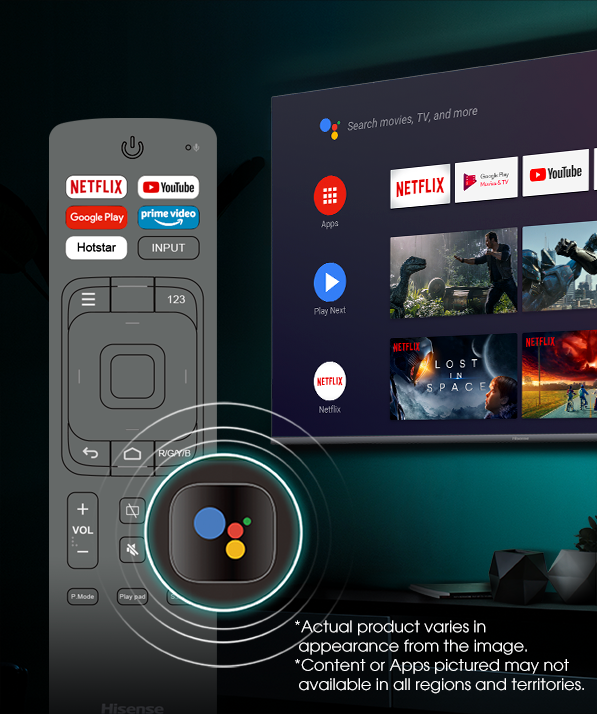 NETFLIX
YouTube
Google Play
prime video
Hotstar
INPUT
123
R/G/Y/B
+
VOL
−
P.Mode
Play pad
Hisense
Search movies, TV, and more
Apps
NETFLIX
Google Play
Movies & TV
YouTube
Play Next
NETFLIX
Netflix
NETFLIX
LOST
IN
SPACE
NETFLIX
Hisense
*Actual product varies in
appearance from the image.
*Content or Apps pictured may not
available in all regions and territories.